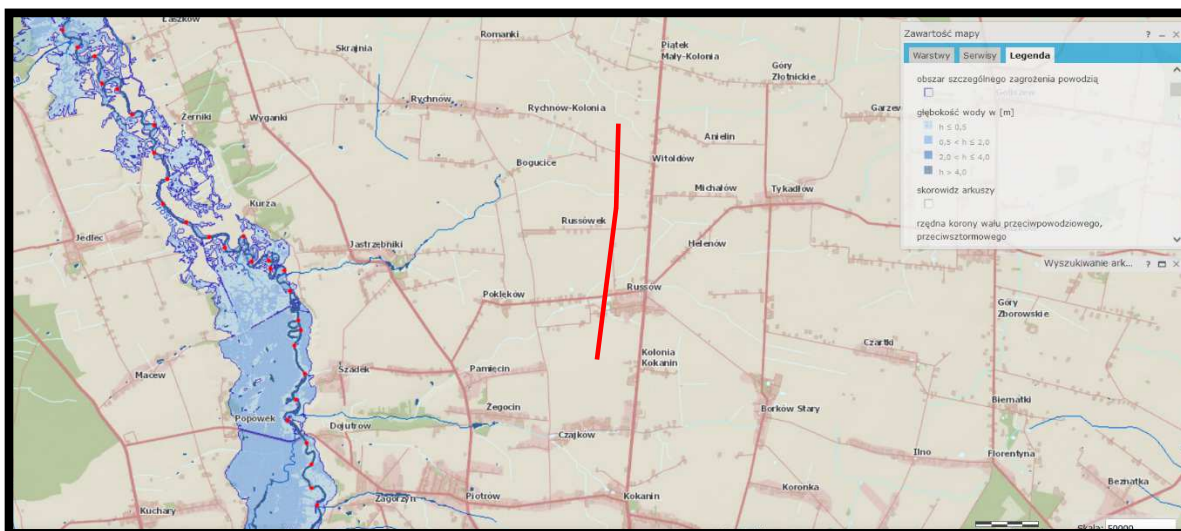 Łaszków
Romanki
Skrajnia
Piątek
Mały-Kolonia
Góry
Złotnickie
Rychnów
Rychnów-Kolonia
Garzew
Żerniki
Wyganki
Anielin
Witoldów
Bogucice
Michałów
Tykadłów
Prosna
Kurza
Russówek
Jedlec
Jastrzębniki
Helenów
Poklęków
Russów
Góry
Zborowskie
Kolonia
Kokanin
Czartki
Macew
Szadek
Pamięcin
Żegocin
Borków Stary
Biernatki
Popówek
Dojutrów
Czajków
Ilno
Florentyna
Zagorzyn
Piotrów
Kokanin
Koronka
Beznatka
Kuchary
Skala: 50000
Zawartość mapy ? – ×
Warstwy Serwisy Legenda
obszar szczególnego zagrożenia powodzią
głębokość wody w [m]
h ≤ 0,5
0,5 < h ≤ 2,0
2,0 < h ≤ 4,0
h > 4,0
skorowidz arkuszy
rzędna korony wału przeciwpowodziowego,
przeciwsztormowego
Wyszukiwanie ark... ? ×